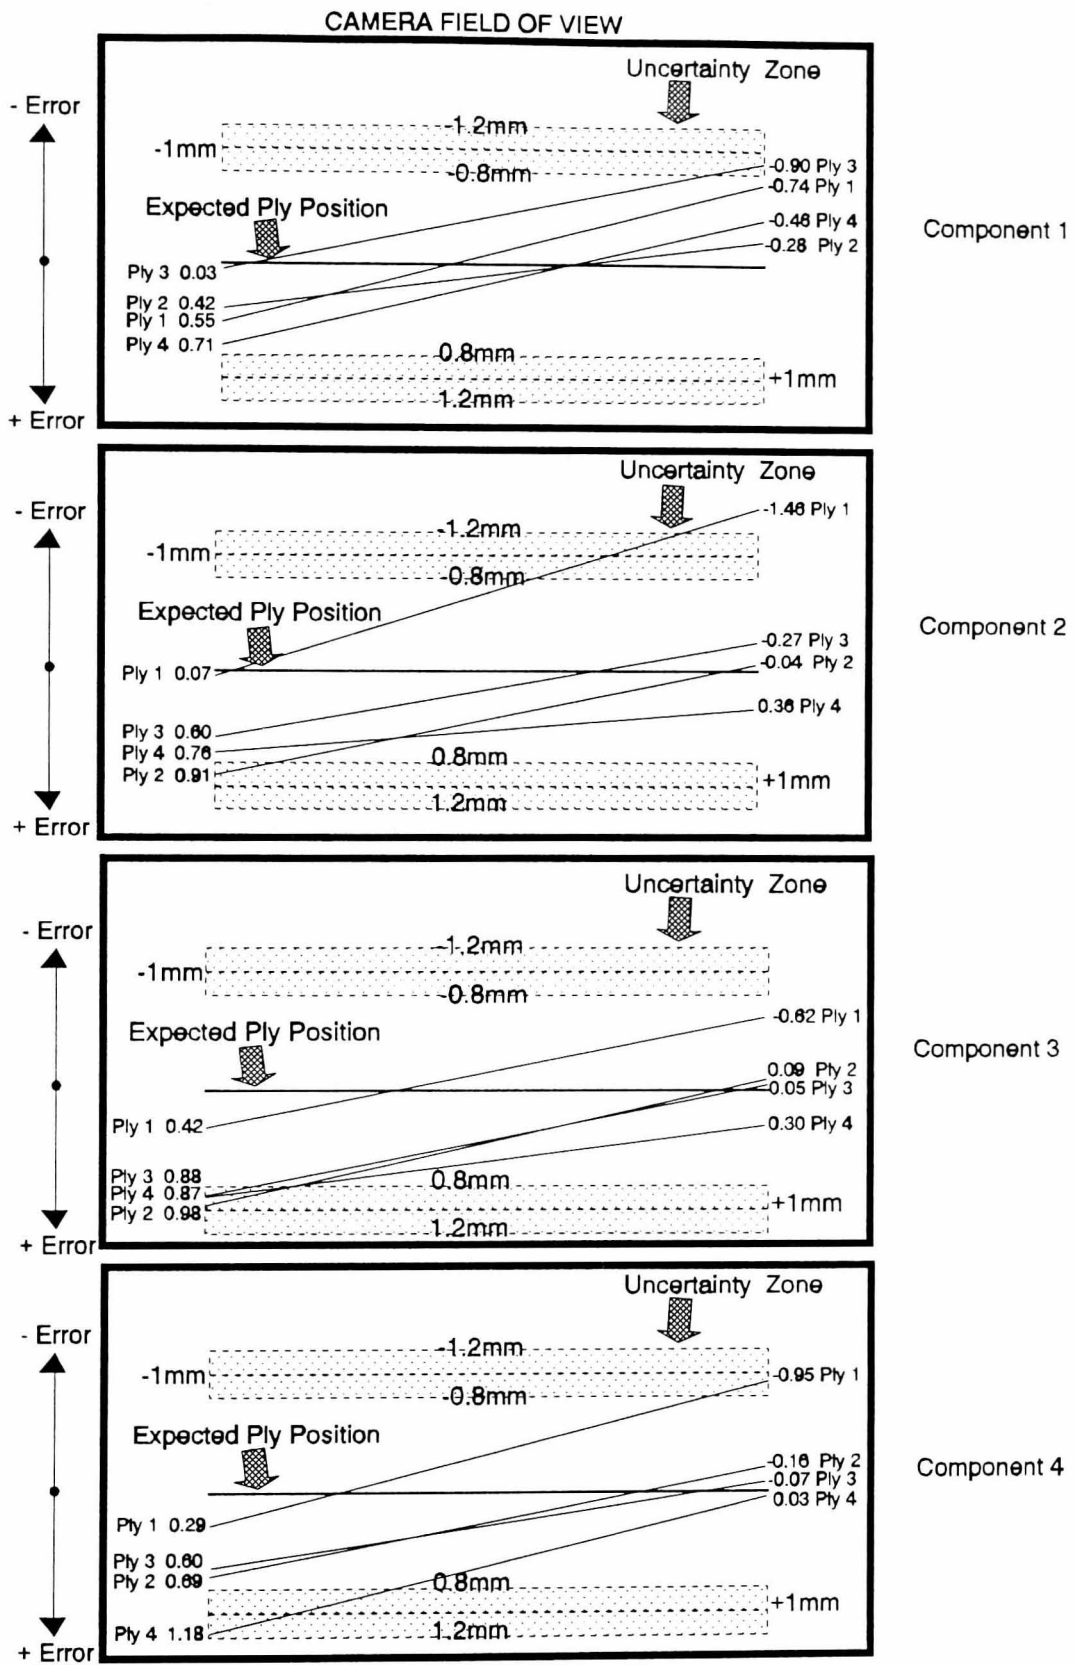 CAMERA FIELD OF VIEW
Uncertainty Zone
- Error
-1.2mm
-1mm
-0.8mm
-0.90 Ply 3
-0.74 Ply 1
Expected Ply Position
-0.46 Ply 4
Component 1
-0.28 Ply 2
Ply 3 0.03
Ply 2 0.42
Ply 1 0.55
Ply 4 0.71
0.8mm
+1mm
1.2mm
+ Error
Uncertainty Zone
- Error
-1.46 Ply 1
-1.2mm
-1mm
-0.8mm
Expected Ply Position
Component 2
-0.27 Ply 3
-0.04 Ply 2
Ply 1 0.07
0.36 Ply 4
Ply 3 0.60
Ply 4 0.76
0.8mm
Ply 2 0.91
+1mm
1.2mm
+ Error
Uncertainty Zone
- Error
-1.2mm
-1mm
-0.8mm
-0.62 Ply 1
Expected Ply Position
Component 3
0.09 Ply 2
-0.05 Ply 3
Ply 1 0.42
0.30 Ply 4
Ply 3 0.88
0.8mm
Ply 4 0.87
+1mm
Ply 2 0.98
1.2mm
+ Error
Uncertainty Zone
- Error
-1.2mm
-1mm
-0.95 Ply 1
-0.8mm
Expected Ply Position
-0.16 Ply 2
Component 4
-0.07 Ply 3
0.03 Ply 4
Ply 1 0.29
Ply 3 0.60
Ply 2 0.69
0.8mm
+1mm
Ply 4 1.18
1.2mm
+ Error